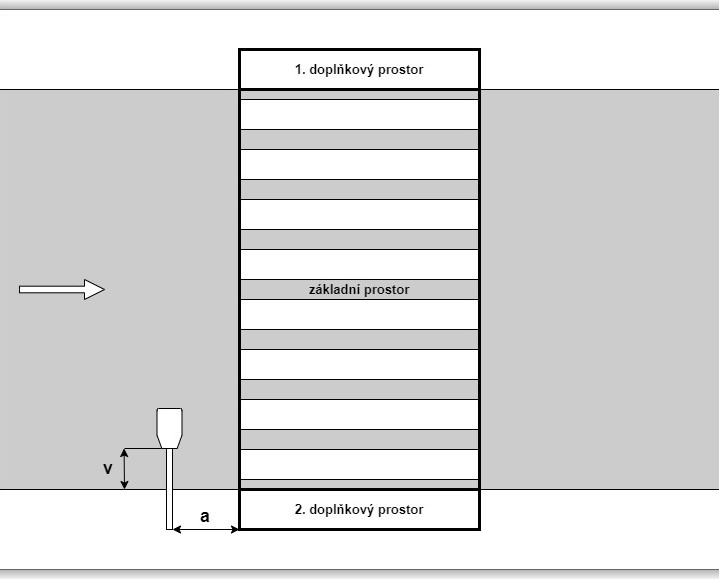 1. doplňkový prostor
základní prostor
v
a
2. doplňkový prostor